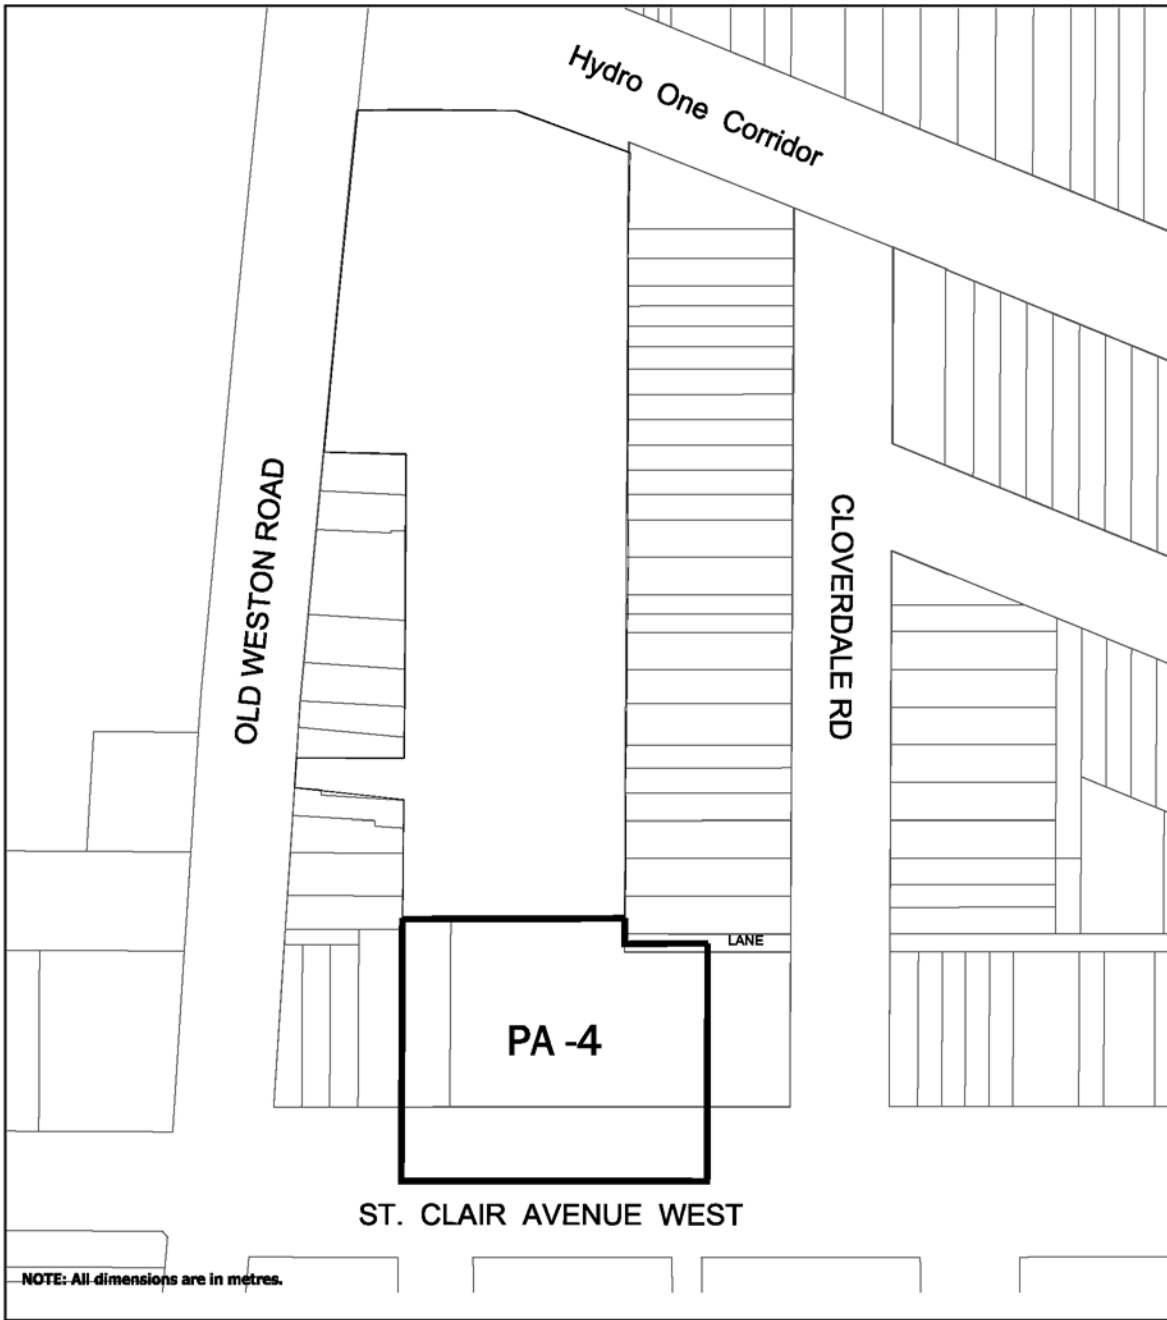 Hydro One Corridor
OLD WESTON ROAD
CLOVERDALE RD
LANE
PA -4
ST. CLAIR AVENUE WEST
NOTE: All dimensions are in metres.